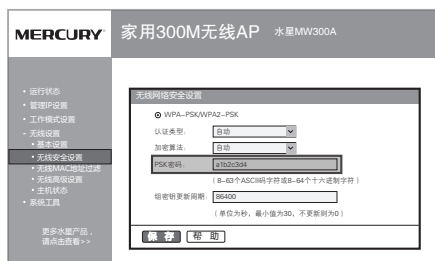 MERCURY
家用300M无线AP 水星MW300A
• 运行状态
• 管理IP设置
• 工作模式设置
- 无线设置
• 基本设置
• 无线安全设置
• 无线MAC地址过滤
• 无线高级设置
• 主机状态
• 系统工具
更多水星产品，
请点击查看>>
无线网络安全设置
WPA-PSK/WPA2-PSK
认证类型: 自动
加密算法: 自动
PSK密码: a1b2c3d4
(8-63个ASCII码字符或8-64个十六进制字符)
组密钥更新周期: 86400
(单位为秒，最小值为30，不更新则为0)
保 存 帮 助